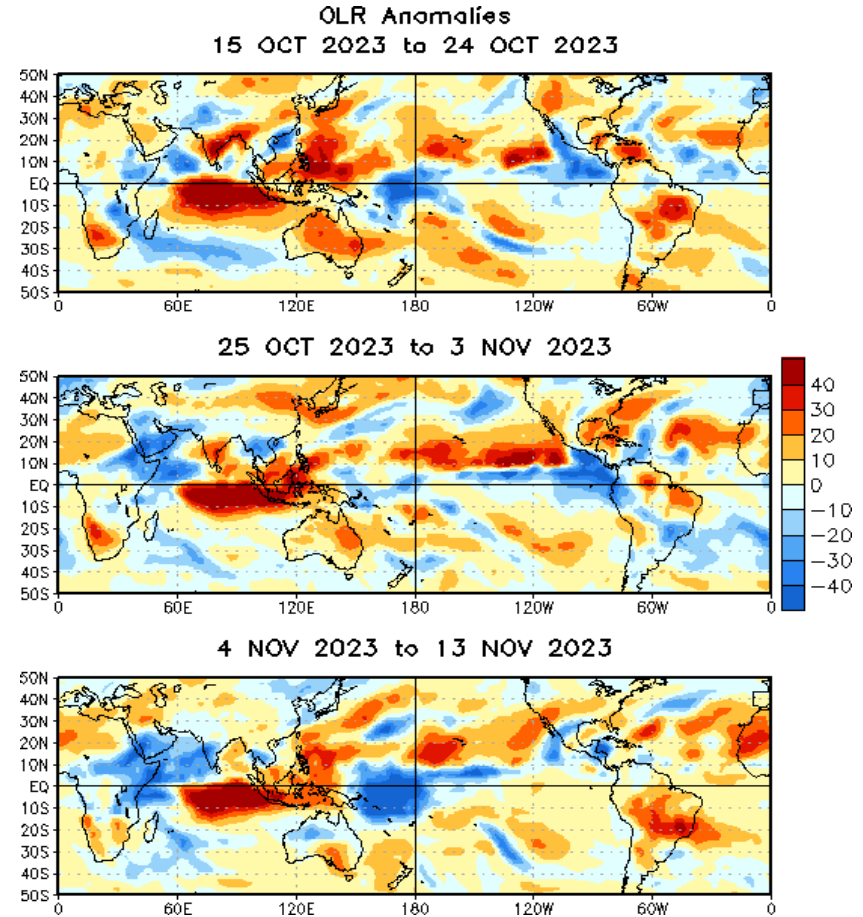 OLR Anomalies
15 OCT 2023 to 24 OCT 2023
50N
40N
30N
20N
10N
EQ
10S
20S
30S
40S
50S
0 60E 120E 180 120W 60W 0
25 OCT 2023 to 3 NOV 2023
50N
40N
30N
20N
10N
EQ
10S
20S
30S
40S
50S
0 60E 120E 180 120W 60W 0
40
30
20
10
0
−10
−20
−30
−40
4 NOV 2023 to 13 NOV 2023
50N
40N
30N
20N
10N
EQ
10S
20S
30S
40S
50S
0 60E 120E 180 120W 60W 0